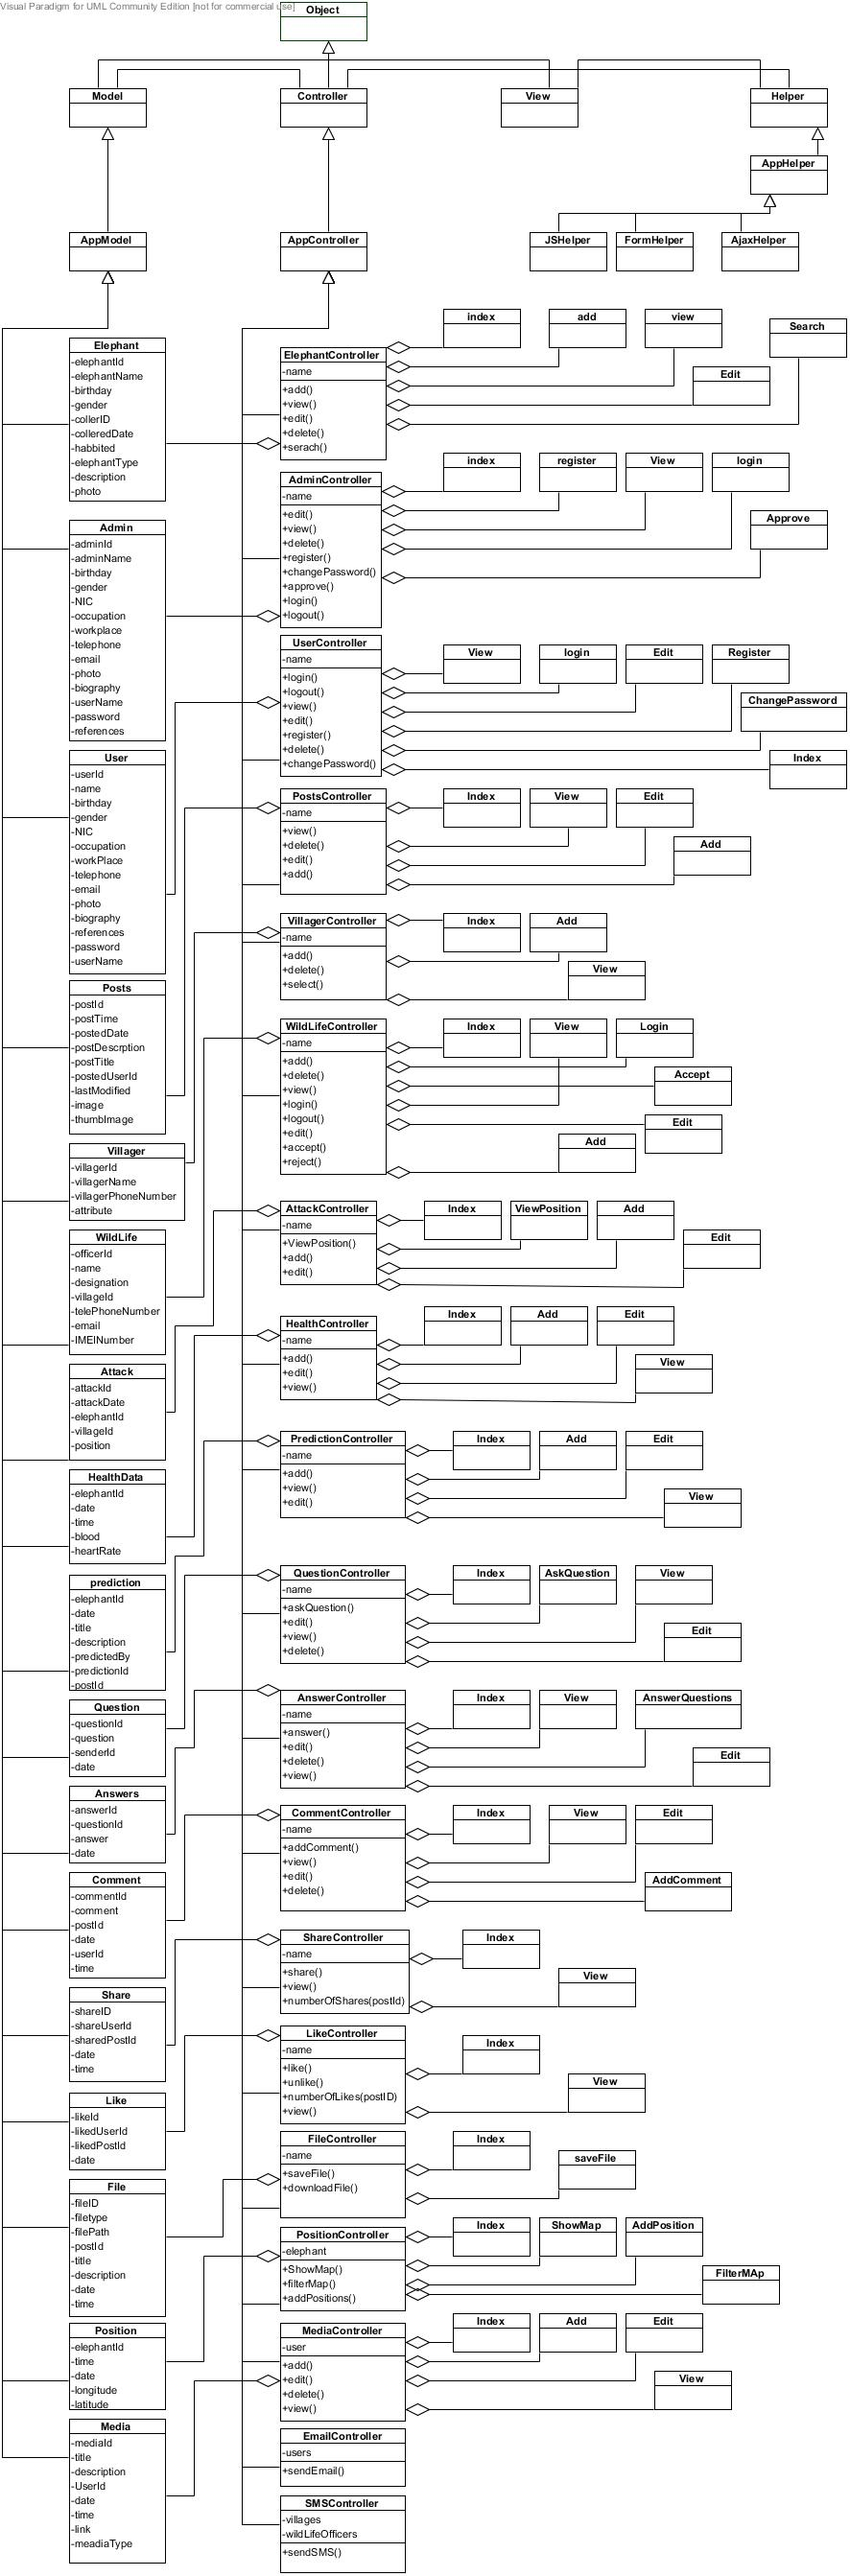 Visual Paradigm for UML Community Edition [not for commercial use]
Object
Model
Controller
View
Helper
AppHelper
AppModel
AppController
JSHelper
FormHelper
AjaxHelper
Elephant
-elephantId
-elephantName
-birthday
-gender
-collerID
-colleredDate
-habbited
-elephantType
-description
-photo
ElephantController
-name
+add()
+view()
+edit()
+delete()
+serach()
index
add
view
Search
Edit
Admin
-adminId
-adminName
-birthday
-gender
-NIC
-occupation
-workplace
-telephone
-email
-photo
-biography
-userName
-password
-references
AdminController
-name
+edit()
+view()
+delete()
+register()
+changePassword()
+approve()
+login()
+logout()
index
register
View
login
Approve
User
-userId
-name
-birthday
-gender
-NIC
-occupation
-workPlace
-telephone
-email
-photo
-biography
-references
-password
-userName
UserController
-name
+login()
+logout()
+view()
+edit()
+register()
+delete()
+changePassword()
View
login
Edit
Register
ChangePassword
Index
Posts
-postId
-postTime
-postedDate
-postDescrption
-postTitle
-postedUserId
-lastModified
-image
-thumbImage
PostsController
-name
+view()
+delete()
+edit()
+add()
Index
View
Edit
Add
Villager
-villagerId
-villagerName
-villagerPhoneNumber
-attribute
VillagerController
-name
+add()
+delete()
+select()
Index
Add
View
WildLife
-officerId
-name
-designation
-villageId
-telePhoneNumber
-email
-IMEINumber
WildLifeController
-name
+add()
+delete()
+view()
+login()
+logout()
+edit()
+accept()
+reject()
Index
View
Login
Accept
Edit
Add
Attack
-attackId
-attackDate
-elephantId
-villageId
-position
AttackController
-name
+ViewPosition()
+add()
+edit()
Index
ViewPosition
Add
Edit
HealthData
-elephantId
-date
-time
-blood
-heartRate
HealthController
-name
+add()
+edit()
+view()
Index
Add
Edit
View
prediction
-elephantId
-date
-title
-description
-predictedBy
-predictionId
-postId
PredictionController
-name
+add()
+view()
+edit()
Index
Add
Edit
View
Question
-questionId
-question
-senderId
-date
QuestionController
-name
+askQuestion()
+edit()
+view()
+delete()
Index
AskQuestion
View
Edit
Answers
-answerId
-questionId
-answer
-date
AnswerController
-name
+answer()
+edit()
+delete()
+view()
Index
View
AnswerQuestions
Edit
Comment
-commentId
-comment
-postId
-date
-userId
-time
CommentController
-name
+addComment()
+view()
+edit()
+delete()
Index
View
Edit
AddComment
Share
-shareID
-shareUserId
-sharedPostId
-date
-time
ShareController
-name
+share()
+view()
+numberOfShares(postId)
Index
View
Like
-likeId
-likedUserId
-likedPostId
-date
LikeController
-name
+like()
+unlike()
+numberOfLikes(postID)
+view()
Index
View
File
-fileID
-filetype
-filePath
-postId
-title
-description
-date
-time
FileController
-name
+saveFile()
+downloadFile()
Index
saveFile
Position
-elephantId
-time
-date
-longitude
-latitude
PositionController
-elephant
+ShowMap()
+filterMap()
+addPositions()
Index
ShowMap
AddPosition
FilterMAp
Media
-mediaId
-title
-description
-UserId
-date
-time
-link
-meadiaType
MediaController
-user
+add()
+edit()
+delete()
+view()
Index
Add
Edit
View
EmailController
-users
+sendEmail()
SMSController
-villages
-wildLifeOfficers
+sendSMS()